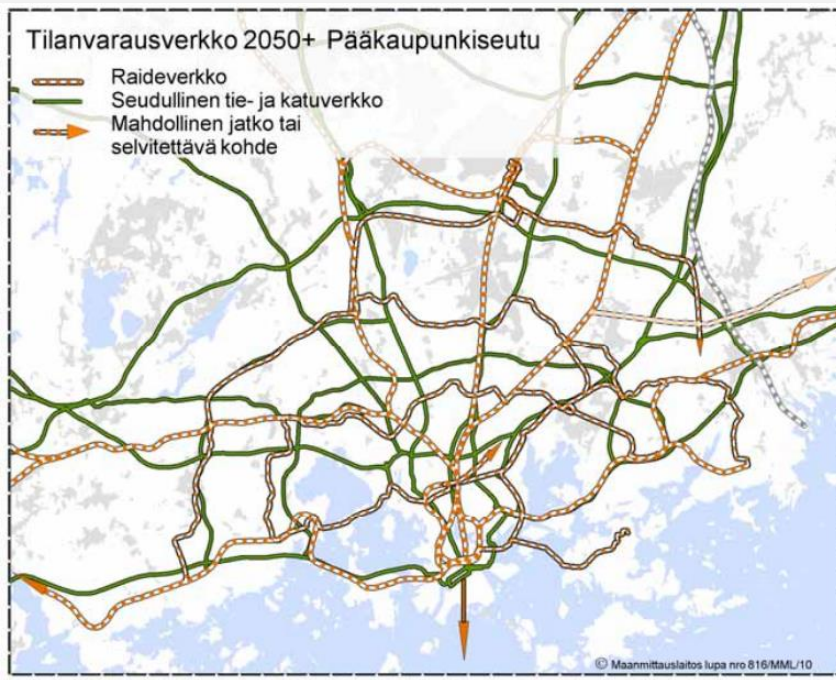 Tilanvarausverkko 2050+ Pääkaupunkiseutu
Raideverkko
Seudullinen tie- ja katuverkko
Mahdollinen jatko tai
selvitettävä kohde
© Maanmittauslaitos lupa nro 816/MML/10